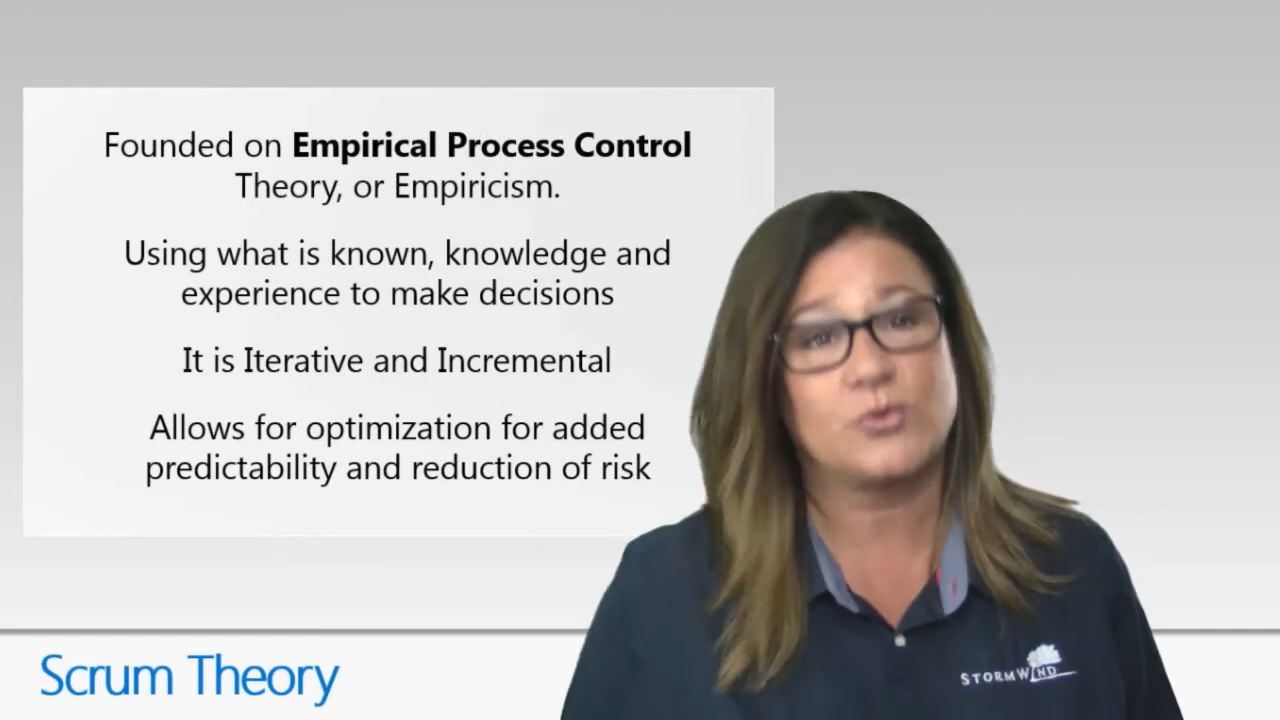 Founded on Empirical Process Control
Theory, or Empiricism.
Using what is known, knowledge and
experience to make decisions
It is Iterative and Incremental
Allows for optimization for added
predictability and reduction of risk
Scrum Theory
STORMWIND